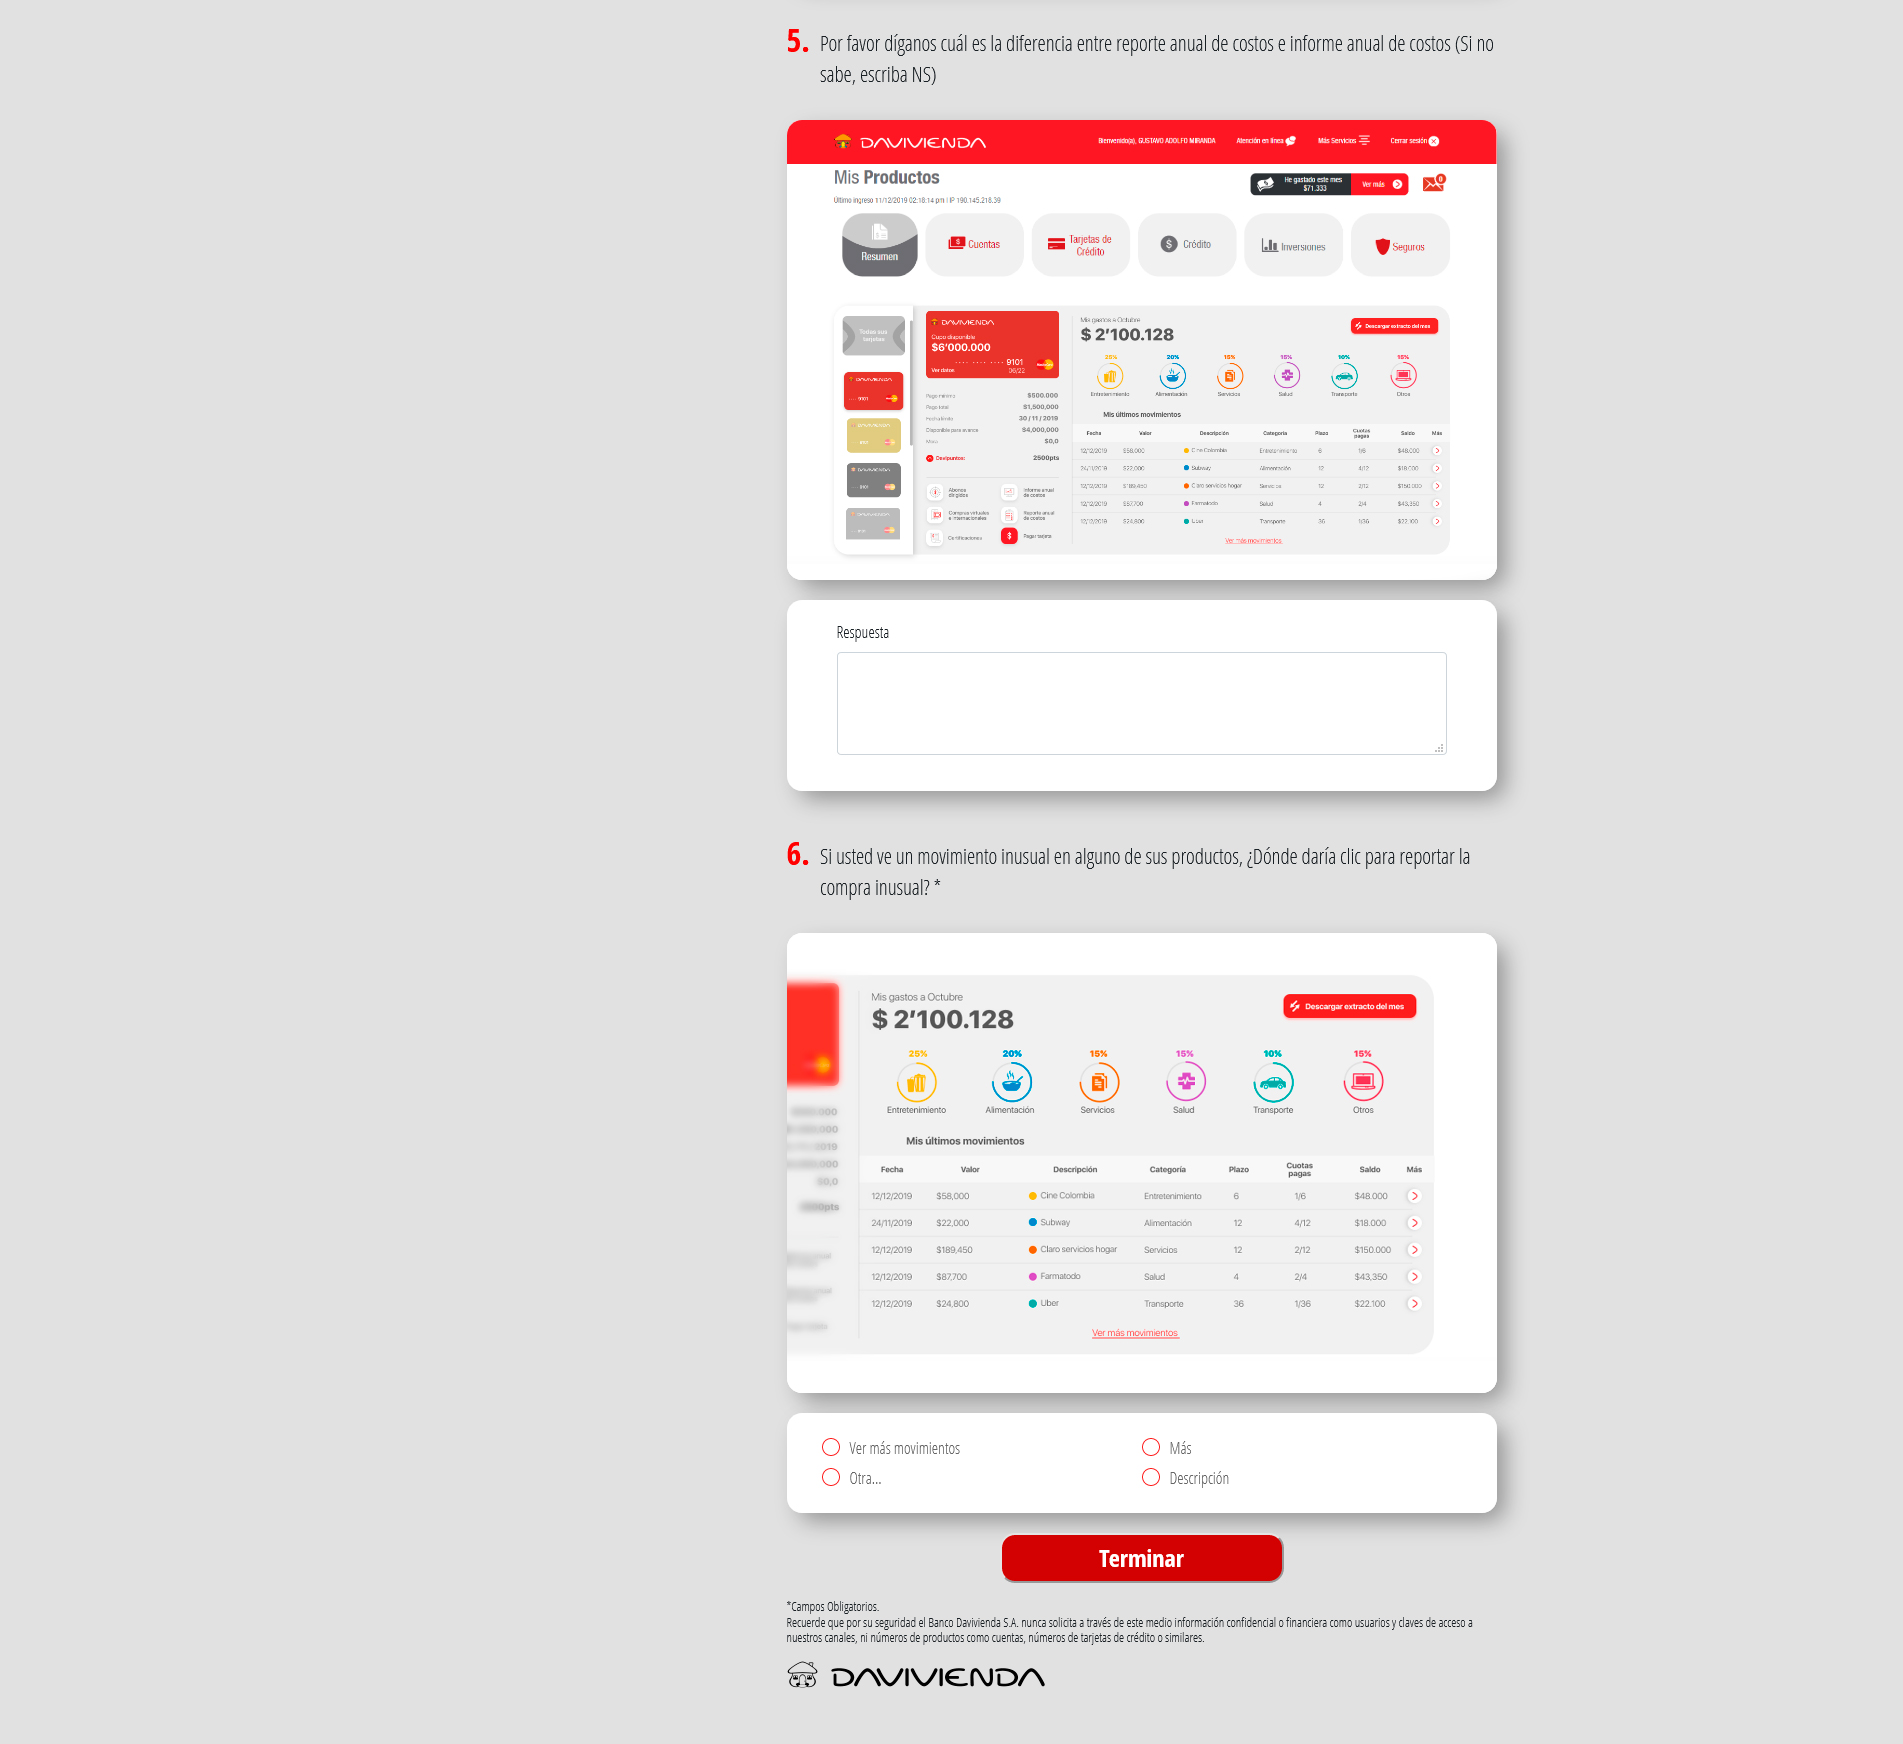 5. Por favor díganos cuál es la diferencia entre reporte anual de costos e informe anual de costos (Si no
sabe, escriba NS)
DAVIVIENDA
Bienvenido(a), GUSTAVO ADOLFO MIRANDA
Atención en línea
Más Servicios
Cerrar sesión
Mis Productos
Último ingreso 11/12/2019 02:18:14 pm | IP 190.145.218.39
He gastado este mes
$71.333
Ver más
0
Resumen
Cuentas
Tarjetas de
Crédito
Crédito
Inversiones
Seguros
Todas sus
tarjetas
DAVIVIENDA
9101
DAVIVIENDA
DAVIVIENDA
9101
DAVIVIENDA
DAVIVIENDA
Cupo disponible
$6'000.000
···· ···· ···· 9101
Ver datos
06/22
Pago mínimo $500.000
Pago total $1,500,000
Fecha límite 30 / 11 / 2019
Disponible para avance $4,000,000
Mora $0,0
Davipuntos: 2500pts
Abonos
dirigidos
Informe anual
de costos
Compras virtuales
e internacionales
Reporte anual
de costos
Certificaciones
Pagar tarjeta
Mis gastos a Octubre
$ 2'100.128
Descargar extracto del mes
25% 20% 15% 15% 10% 15%
Entretenimiento Alimentación Servicios Salud Transporte Otros
Mis últimos movimientos
Fecha Valor Descripción Categoría Plazo Cuotas pagas Saldo Más
12/12/2019 $58,000 Cine Colombia Entretenimiento 6 1/6 $48.000
24/11/2019 $22,000 Subway Alimentación 12 4/12 $18.000
12/12/2019 $189,450 Claro servicios hogar Servicios 12 2/12 $150.000
12/12/2019 $87,700 Farmatodo Salud 4 2/4 $43,350
12/12/2019 $24,800 Uber Transporte 36 1/36 $22.100
Ver más movimientos
Respuesta
6. Si usted ve un movimiento inusual en alguno de sus productos, ¿Dónde daría clic para reportar la
compra inusual? *
Mis gastos a Octubre
$ 2'100.128
Descargar extracto del mes
25% 20% 15% 15% 10% 15%
Entretenimiento Alimentación Servicios Salud Transporte Otros
Mis últimos movimientos
Fecha Valor Descripción Categoría Plazo Cuotas pagas Saldo Más
12/12/2019 $58,000 Cine Colombia Entretenimiento 6 1/6 $48.000
24/11/2019 $22,000 Subway Alimentación 12 4/12 $18.000
12/12/2019 $189,450 Claro servicios hogar Servicios 12 2/12 $150.000
12/12/2019 $87,700 Farmatodo Salud 4 2/4 $43,350
12/12/2019 $24,800 Uber Transporte 36 1/36 $22.100
Ver más movimientos
Ver más movimientos
Más
Otra...
Descripción
Terminar
*Campos Obligatorios.
Recuerde que por su seguridad el Banco Davivienda S.A. nunca solicita a través de este medio información confidencial o financiera como usuarios y claves de acceso a
nuestros canales, ni números de productos como cuentas, números de tarjetas de crédito o similares.
DAVIVIENDA